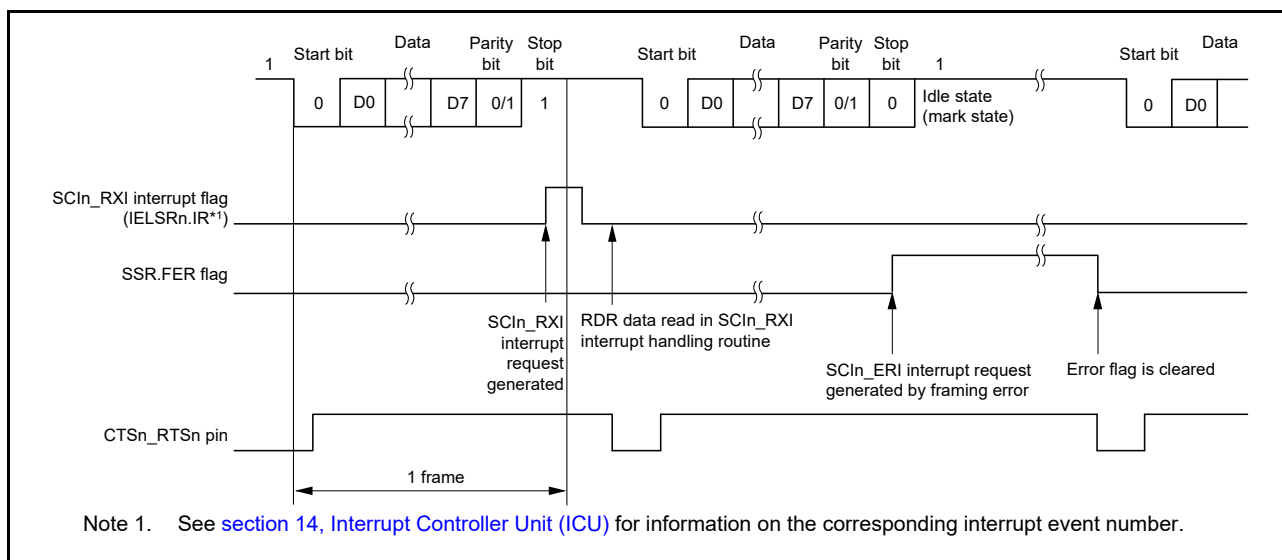 1
Start bit
Data
Parity bit
Stop bit
Start bit
Data
Parity bit
Stop bit
1
Start bit
Data
0
D0
D7
0/1
1
0
D0
D7
0/1
0
Idle state
(mark state)
0
D0
SCIn_RXI interrupt flag
(IELSRn.IR*1)
SSR.FER flag
SCIn_RXI
interrupt
request
generated
RDR data read in SCIn_RXI
interrupt handling routine
SCIn_ERI interrupt request
generated by framing error
Error flag is cleared
CTSn_RTSn pin
1 frame
Note 1. See section 14, Interrupt Controller Unit (ICU) for information on the corresponding interrupt event number.